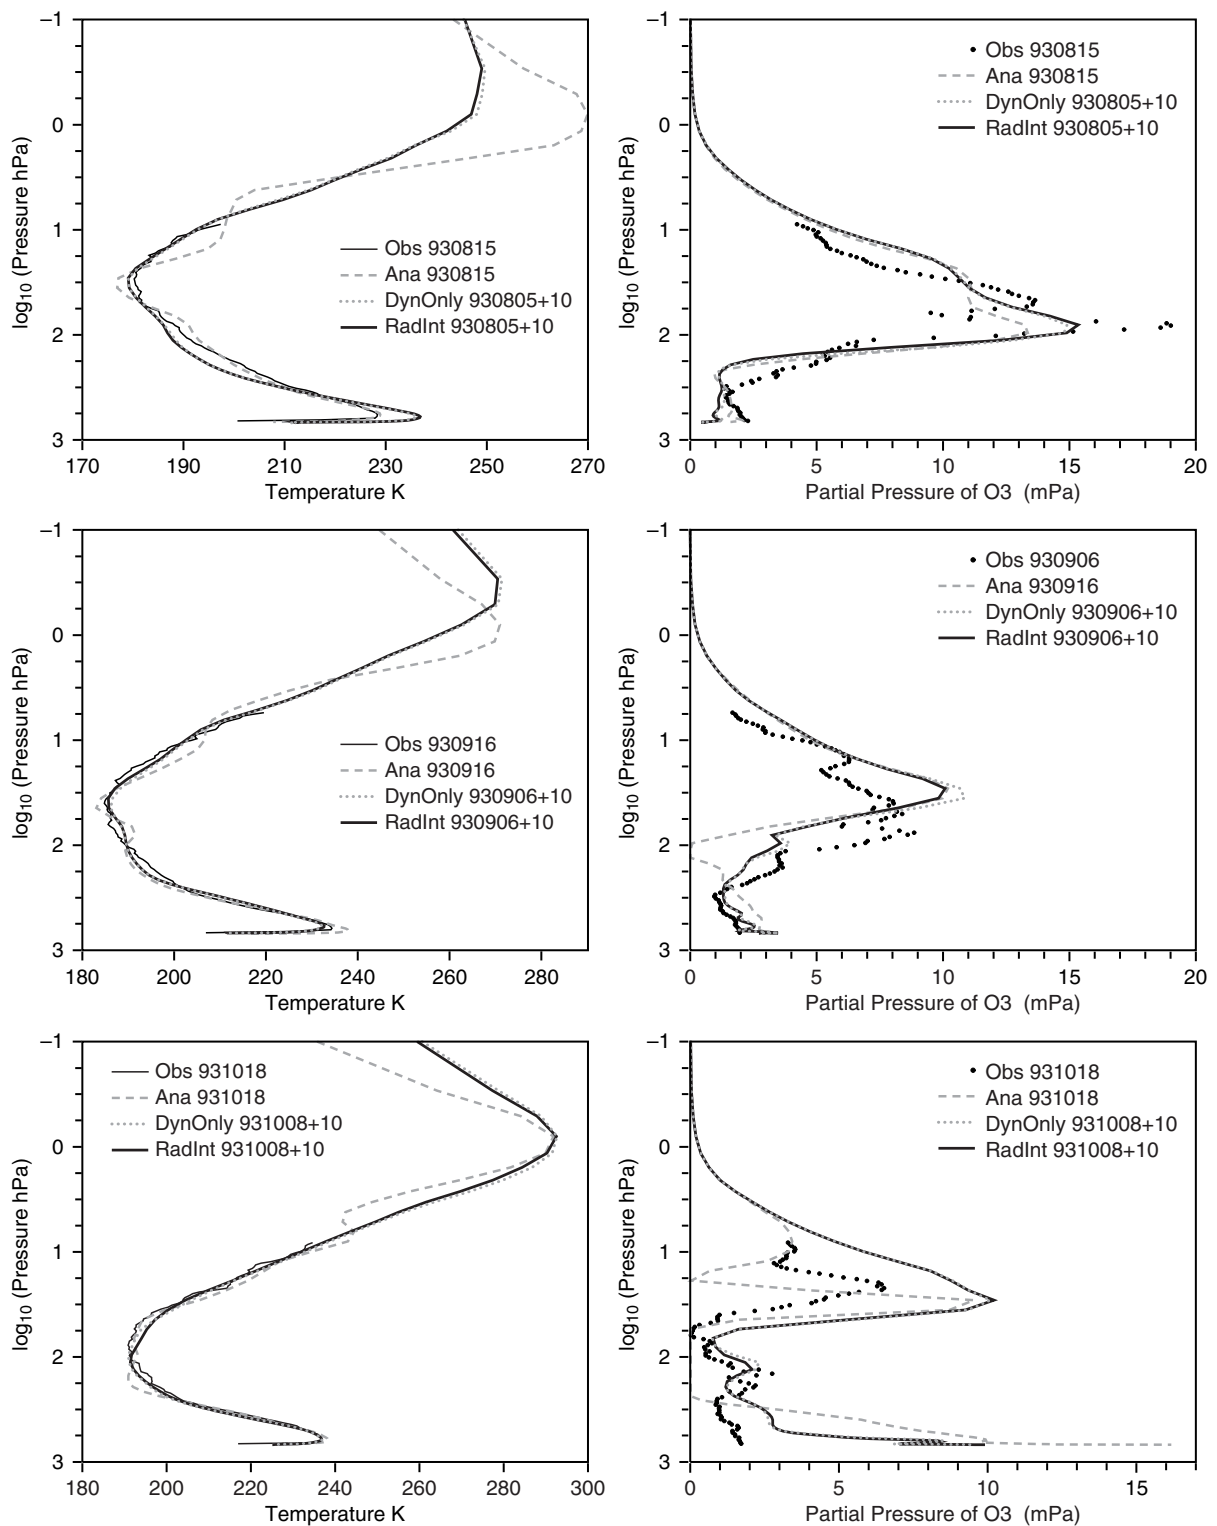 −1
0
1
2
3
log10 (Pressure hPa)
Obs 930815
Ana 930815
DynOnly 930805+10
RadInt 930805+10
170 190 210 230 250 270
Temperature K
−1
0
1
2
3
log10 (Pressure hPa)
Obs 930815
Ana 930815
DynOnly 930805+10
RadInt 930805+10
0 5 10 15 20
Partial Pressure of O3 (mPa)
−1
0
1
2
3
log10 (Pressure hPa)
Obs 930916
Ana 930916
DynOnly 930906+10
RadInt 930906+10
180 200 220 240 260 280
Temperature K
−1
0
1
2
3
log10 (Pressure hPa)
Obs 930906
Ana 930916
DynOnly 930906+10
RadInt 930906+10
0 5 10 15 20
Partial Pressure of O3 (mPa)
−1
0
1
2
3
log10 (Pressure hPa)
Obs 931018
Ana 931018
DynOnly 931008+10
RadInt 931008+10
180 200 220 240 260 280 300
Temperature K
−1
0
1
2
3
log10 (Pressure hPa)
Obs 931018
Ana 931018
DynOnly 931008+10
RadInt 931008+10
0 5 10 15
Partial Pressure of O3 (mPa)